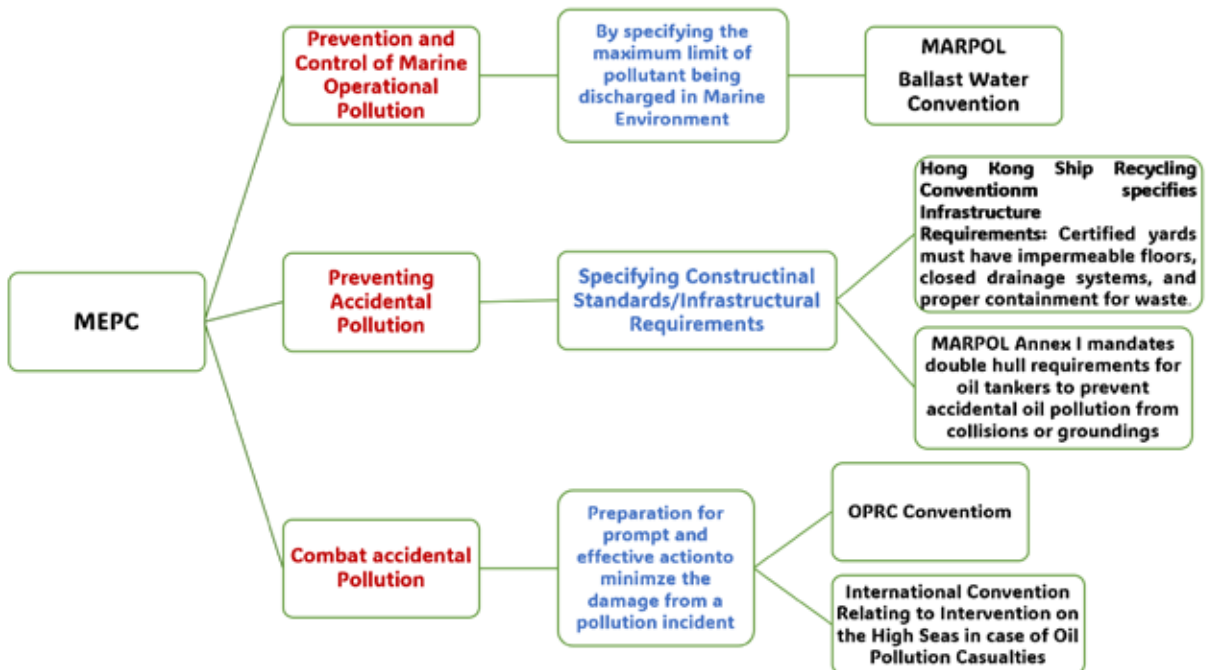 MEPC
Prevention and
Control of Marine
Operational
Pollution
By specifying the
maximum limit of
pollutant being
discharged in Marine
Environment
MARPOL
Ballast Water
Convention
Preventing
Accidental
Pollution
Specifying Constructinal
Standards/Infrastructural
Requirements
Hong Kong Ship Recycling
Conventionm specifies
Infrastructure
Requirements: Certified yards
must have impermeable floors,
closed drainage systems, and
proper containment for waste.
MARPOL Annex I mandates
double hull requirements for
oil tankers to prevent
accidental oil pollution from
collisions or groundings
Combat accidental
Pollution
Preparation for
prompt and
effective actionto
minimze the
damage from a
pollution incident
OPRC Conventiom
International Convention
Relating to Intervention on
the High Seas in case of Oil
Pollution Casualties